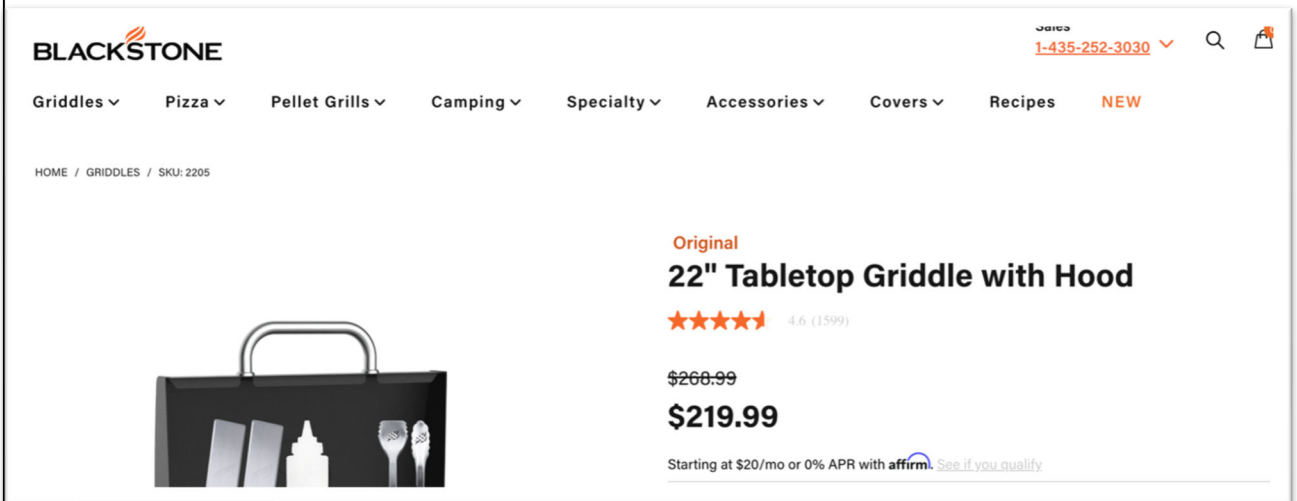 BLACKSTONE
Sales
1-435-252-3030
Griddles
Pizza
Pellet Grills
Camping
Specialty
Accessories
Covers
Recipes
NEW
HOME / GRIDDLES / SKU: 2205
Original
22" Tabletop Griddle with Hood
4.6 (1599)
$268.99
$219.99
Starting at $20/mo or 0% APR with affirm. See if you qualify